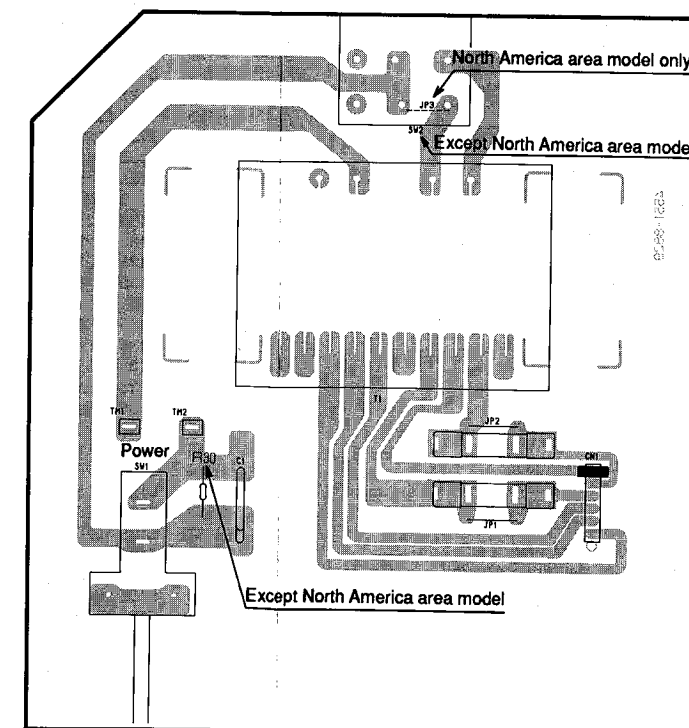 North America area model only
JP3
SW2
Except North America area mode
T1
TM1
TM2
JP2
Power
R30
CN1
SW1
C1
JP1
Except North America area model